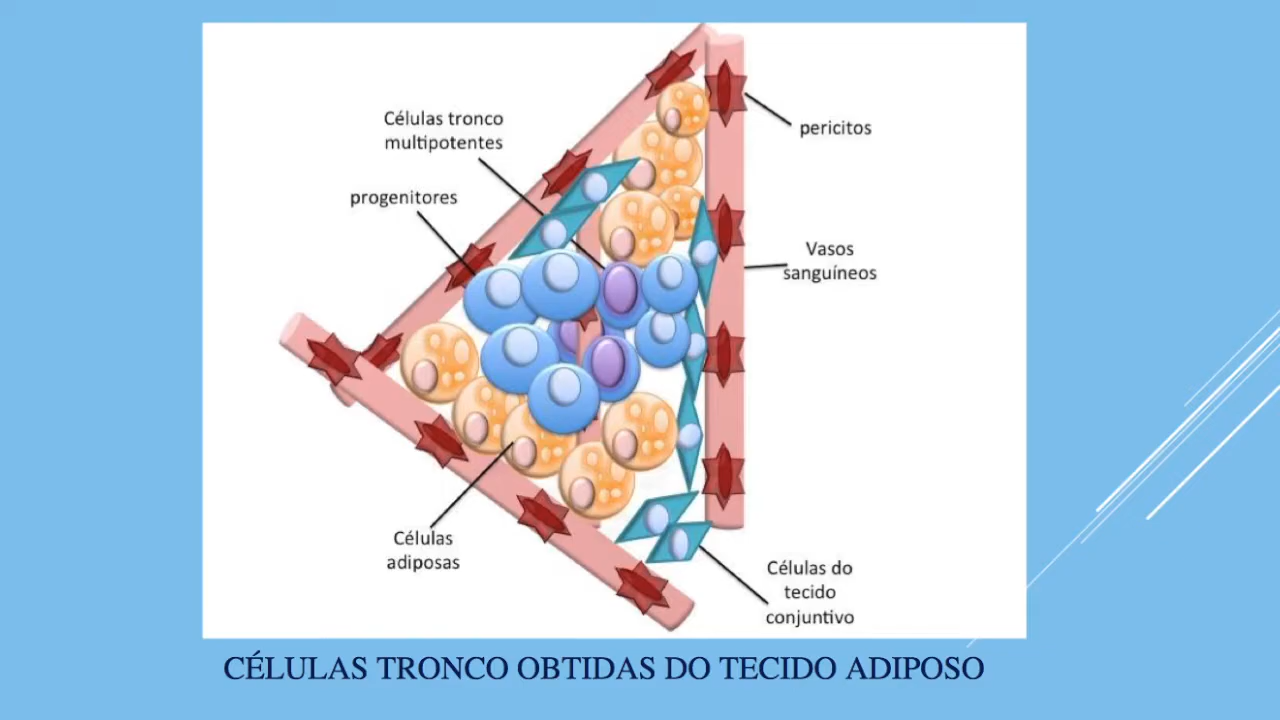 Células tronco
multipotentes
progenitores
pericitos
Vasos
sanguíneos
Células
adiposas
Células do
tecido
conjuntivo
CÉLULAS TRONCO OBTIDAS DO TECIDO ADIPOSO